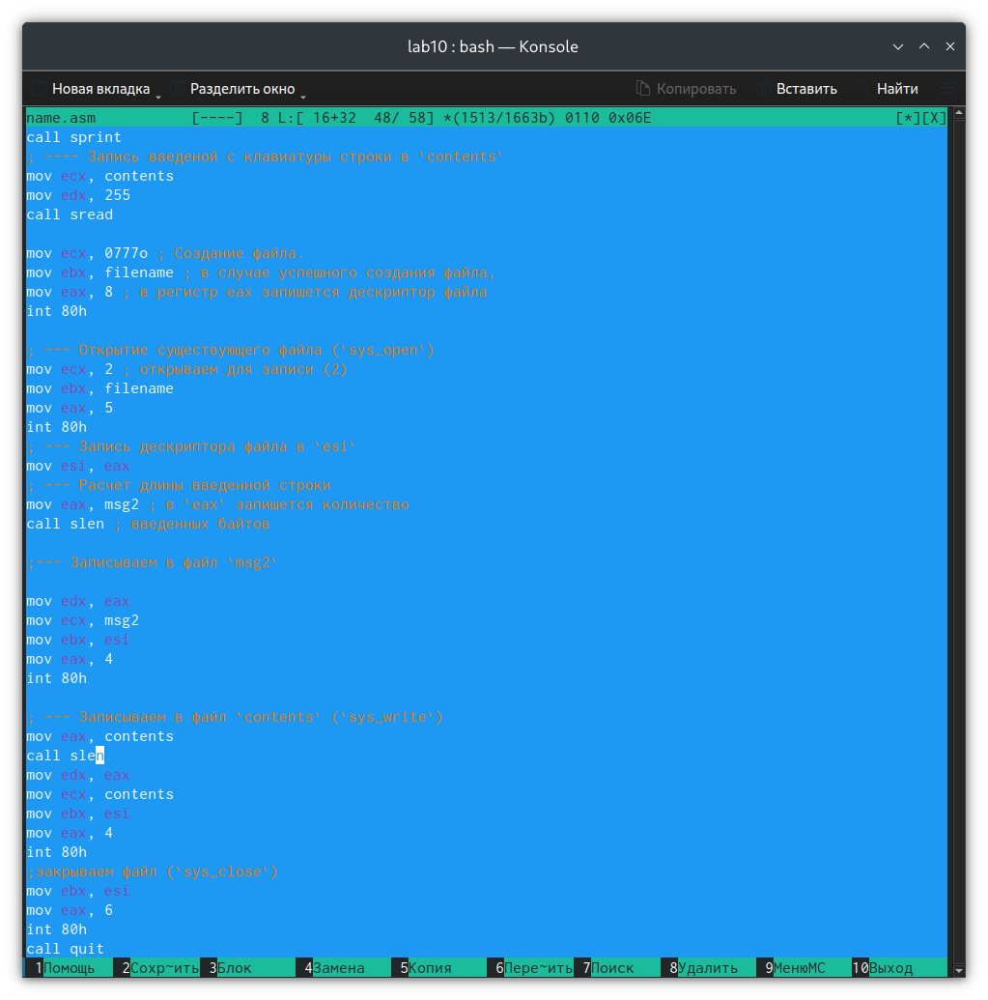 lab10 : bash — Konsole
Новая вкладка Разделить окно Копировать Вставить Найти
name.asm [----] 8 L:[ 16+32 48/ 58] *(1513/1663b) 0110 0x06E [*][X]
call sprint
; ---- Запись введеной с клавиатуры строки в `contents`
mov ecx, contents
mov edx, 255
call sread
mov ecx, 0777o ; Создание файла.
mov ebx, filename ; в случае успешного создания файла,
mov eax, 8 ; в регистр eax запишется дескриптор файла
int 80h
; --- Открытие существующего файла (`sys_open`)
mov ecx, 2 ; открываем для записи (2)
mov ebx, filename
mov eax, 5
int 80h
; --- Запись дескриптора файла в `esi`
mov esi, eax
; --- Расчет длины введенной строки
mov eax, msg2 ; в `eax` запишется количество
call slen ; введенных байтов
;--- Записываем в файл `msg2`
mov edx, eax
mov ecx, msg2
mov ebx, esi
mov eax, 4
int 80h
; --- Записываем в файл `contents` (`sys_write`)
mov eax, contents
call slen
mov edx, eax
mov ecx, contents
mov ebx, esi
mov eax, 4
int 80h
;закрываем файл (`sys_close`)
mov ebx, esi
mov eax, 6
int 80h
call quit
1Помощь 2Сохр~ить 3Блок 4Замена 5Копия 6Пере~ить 7Поиск 8Удалить 9МенюМС 10Выход